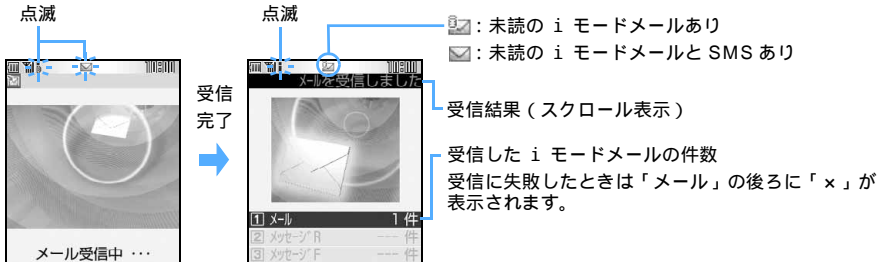 点滅
点滅
：未読の i モードメールあり
：未読の i モードメールと SMS あり
10:00
10:00
メールを受信しました
受信
完了
受信結果（スクロール表示）
受信した i モードメールの件数
受信に失敗したときは「メール」の後ろに「×」が
表示されます。
1 メール 1件
2 メッセージR --- 件
3 メッセージF --- 件
メール受信中 …